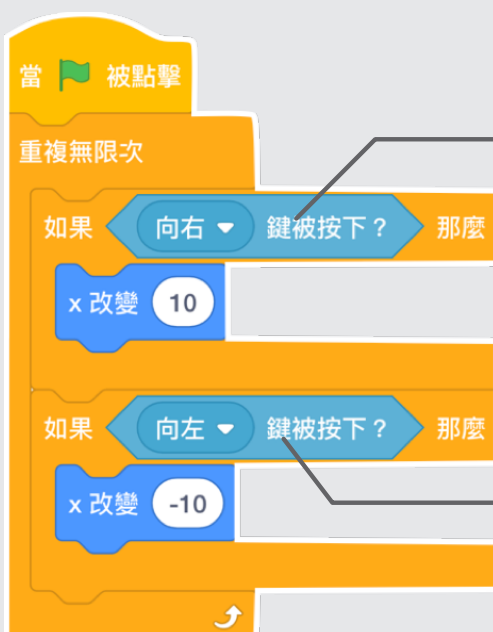 當 被點擊
重複無限次
如果 向右 鍵被按下？ 那麼
x 改變 10
如果 向左 鍵被按下？ 那麼
x 改變 -10